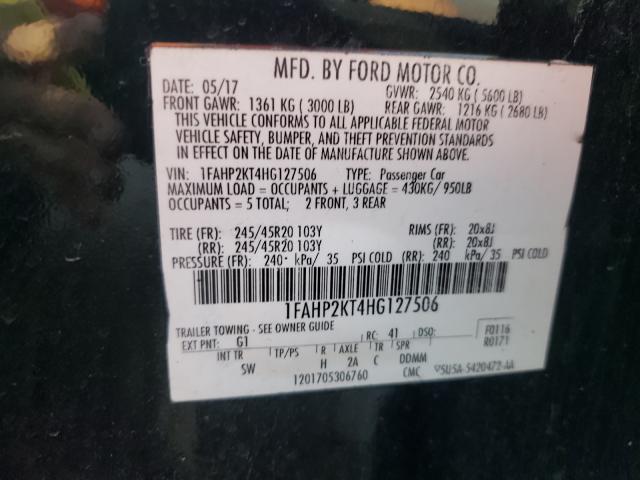 MFD. BY FORD MOTOR CO.
DATE: 05/17 GVWR: 2540 KG ( 5600 LB)
FRONT GAWR: 1361 KG ( 3000 LB) REAR GAWR: 1216 KG ( 2680 LB)
THIS VEHICLE CONFORMS TO ALL APPLICABLE FEDERAL MOTOR
VEHICLE SAFETY, BUMPER, AND THEFT PREVENTION STANDARDS
IN EFFECT ON THE DATE OF MANUFACTURE SHOWN ABOVE.
VIN: 1FAHP2KT4HG127506 TYPE: Passenger Car
MAXIMUM LOAD = OCCUPANTS + LUGGAGE = 430KG/ 950LB
OCCUPANTS = 5 TOTAL; 2 FRONT, 3 REAR
TIRE (FR): 245/45R20 103Y RIMS (FR): 20x8J
(RR): 245/45R20 103Y (RR): 20x8J
PRESSURE (FR): 240 kPa/ 35 PSI COLD (RR): 240 kPa/ 35 PSI COLD
1FAHP2KT4HG127506
TRAILER TOWING - SEE OWNER GUIDE
EXT PNT: G1 RC: 41 DSO: F0116
INT TR TP/PS R AXLE TR SPR R0171
SW H 2A C DDMM
1201705306760 CMC 5U5A-5420472-AA